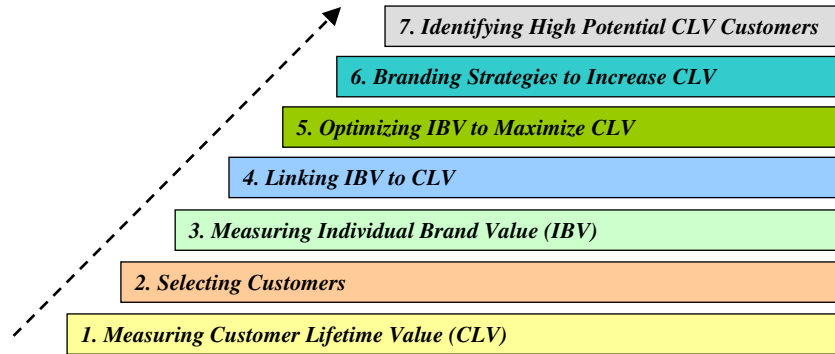 7. Identifying High Potential CLV Customers
6. Branding Strategies to Increase CLV
5. Optimizing IBV to Maximize CLV
4. Linking IBV to CLV
3. Measuring Individual Brand Value (IBV)
2. Selecting Customers
1. Measuring Customer Lifetime Value (CLV)